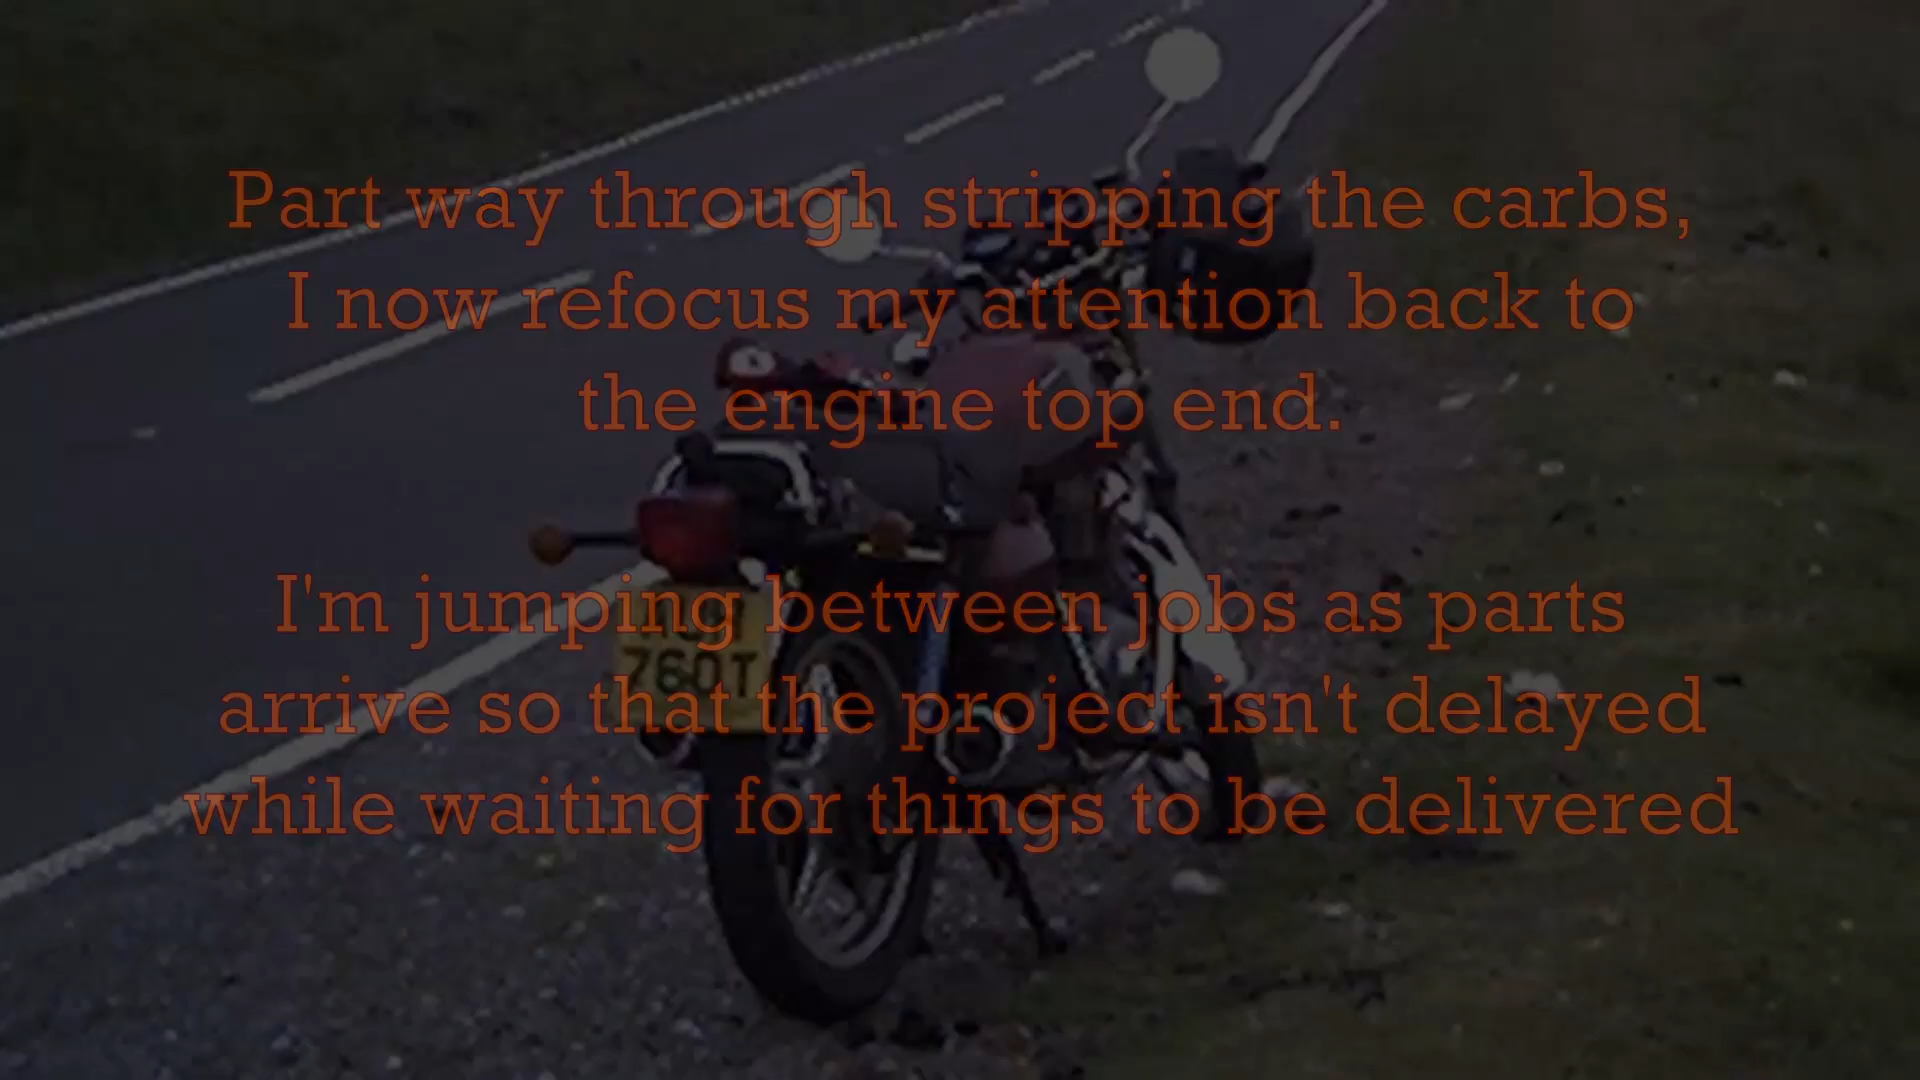 Part way through stripping the carbs,
I now refocus my attention back to
the engine top end.
I'm jumping between jobs as parts
arrive so that the project isn't delayed
while waiting for things to be delivered
760T